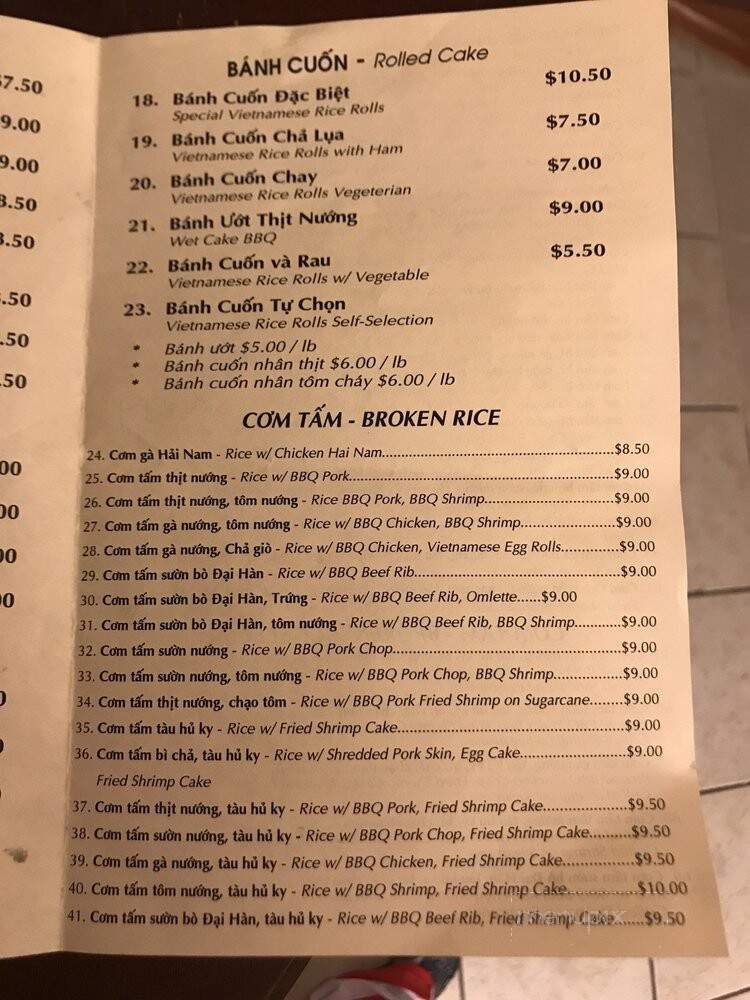 BÁNH CUỐN - Rolled Cake
18. Bánh Cuốn Đặc Biệt $10.50
Special Vietnamese Rice Rolls
19. Bánh Cuốn Chả Lụa $7.50
Vietnamese Rice Rolls with Ham
20. Bánh Cuốn Chay $7.00
Vietnamese Rice Rolls Vegeterian
21. Bánh Ướt Thịt Nướng $9.00
Wet Cake BBQ
22. Bánh Cuốn và Rau $5.50
Vietnamese Rice Rolls w/ Vegetable
23. Bánh Cuốn Tự Chọn
Vietnamese Rice Rolls Self-Selection
* Bánh ướt $5.00 / lb
* Bánh cuốn nhân thịt $6.00 / lb
* Bánh cuốn nhân tôm cháy $6.00 / lb
CƠM TẤM - BROKEN RICE
24. Cơm gà Hải Nam - Rice w/ Chicken Hai Nam...$8.50
25. Cơm tấm thịt nướng - Rice w/ BBQ Pork...$9.00
26. Cơm tấm thịt nướng, tôm nướng - Rice BBQ Pork, BBQ Shrimp...$9.00
27. Cơm tấm gà nướng, tôm nướng - Rice w/ BBQ Chicken, BBQ Shrimp...$9.00
28. Cơm tấm gà nướng, Chả giò - Rice w/ BBQ Chicken, Vietnamese Egg Rolls...$9.00
29. Cơm tấm sườn bò Đại Hàn - Rice w/ BBQ Beef Rib...$9.00
30. Cơm tấm sườn bò Đại Hàn, Trứng - Rice w/ BBQ Beef Rib, Omlette......$9.00
31. Cơm tấm sườn bò Đại Hàn, tôm nướng - Rice w/ BBQ Beef Rib, BBQ Shrimp...$9.00
32. Cơm tấm sườn nướng - Rice w/ BBQ Pork Chop...$9.00
33. Cơm tấm sườn nướng, tôm nướng - Rice w/ BBQ Pork Chop, BBQ Shrimp...$9.00
34. Cơm tấm thịt nướng, chạo tôm - Rice w/ BBQ Pork Fried Shrimp on Sugarcane...$9.00
35. Cơm tấm tàu hủ ky - Rice w/ Fried Shrimp Cake...$9.00
36. Cơm tấm bì chả, tàu hủ ky - Rice w/ Shredded Pork Skin, Egg Cake...$9.00
Fried Shrimp Cake
37. Cơm tấm thịt nướng, tàu hủ ky - Rice w/ BBQ Pork, Fried Shrimp Cake...$9.50
38. Cơm tấm sườn nướng, tàu hủ ky - Rice w/ BBQ Pork Chop, Fried Shrimp Cake...$9.50
39. Cơm tấm gà nướng, tàu hủ ky - Rice w/ BBQ Chicken, Fried Shrimp Cake...$9.50
40. Cơm tấm tôm nướng, tàu hủ ky - Rice w/ BBQ Shrimp, Fried Shrimp Cake...$10.00
41. Cơm tấm sườn bò Đại Hàn, tàu hủ ky - Rice w/ BBQ Beef Rib, Fried Shrimp Cake......$9.50